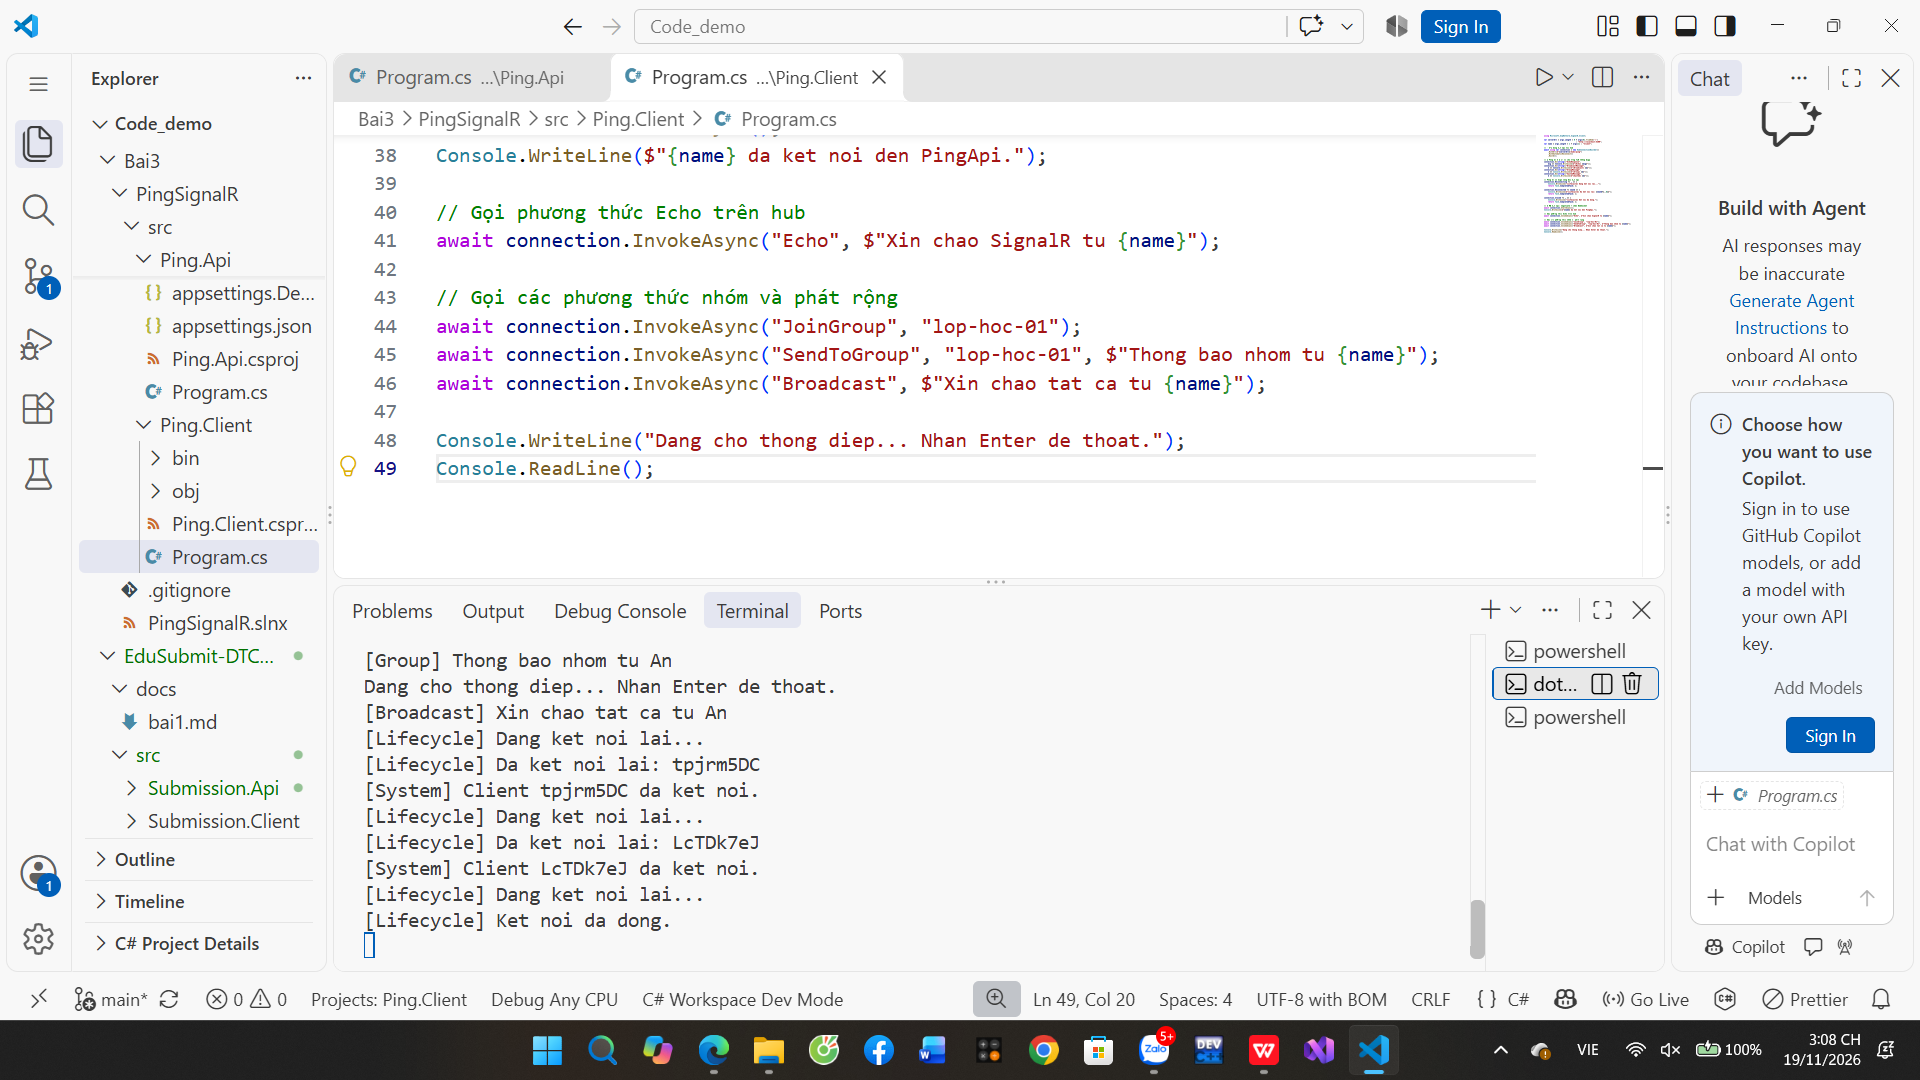 Code_demo
Sign In
Explorer
Code_demo
Bai3
PingSignalR
src
Ping.Api
appsettings.De...
appsettings.json
Ping.Api.csproj
Program.cs
Ping.Client
bin
obj
Ping.Client.cspr...
Program.cs
.gitignore
PingSignalR.slnx
EduSubmit-DTC...
docs
bai1.md
src
Submission.Api
Submission.Client
Outline
Timeline
C# Project Details
1
1
Program.cs ...\Ping.Api
Program.cs ...\Ping.Client
Bai3 > PingSignalR > src > Ping.Client > Program.cs
38 Console.WriteLine($"{name} da ket noi den PingApi.");
39
40 // Gọi phương thức Echo trên hub
41 await connection.InvokeAsync("Echo", $"Xin chao SignalR tu {name}");
42
43 // Gọi các phương thức nhóm và phát rộng
44 await connection.InvokeAsync("JoinGroup", "lop-hoc-01");
45 await connection.InvokeAsync("SendToGroup", "lop-hoc-01", $"Thong bao nhom tu {name}");
46 await connection.InvokeAsync("Broadcast", $"Xin chao tat ca tu {name}");
47
48 Console.WriteLine("Dang cho thong diep... Nhan Enter de thoat.");
49 Console.ReadLine();
Problems Output Debug Console Terminal Ports
[Group] Thong bao nhom tu An
Dang cho thong diep... Nhan Enter de thoat.
[Broadcast] Xin chao tat ca tu An
[Lifecycle] Dang ket noi lai...
[Lifecycle] Da ket noi lai: tpjrm5DC
[System] Client tpjrm5DC da ket noi.
[Lifecycle] Dang ket noi lai...
[Lifecycle] Da ket noi lai: LcTDk7eJ
[System] Client LcTDk7eJ da ket noi.
[Lifecycle] Dang ket noi lai...
[Lifecycle] Ket noi da dong.
powershell
dot...
powershell
Chat
Build with Agent
AI responses may
be inaccurate
Generate Agent
Instructions to
onboard AI onto
your codebase
Choose how
you want to use
Copilot.
Sign in to use
GitHub Copilot
models, or add
a model with
your own API
key.
Add Models
Sign In
Program.cs
Chat with Copilot
Models
Copilot
main* 0 0 Projects: Ping.Client Debug Any CPU C# Workspace Dev Mode Ln 49, Col 20 Spaces: 4 UTF-8 with BOM CRLF { } C# Go Live Prettier
5+
Zalo
DEV
C++
VIE
100%
3:08 CH
19/11/2026